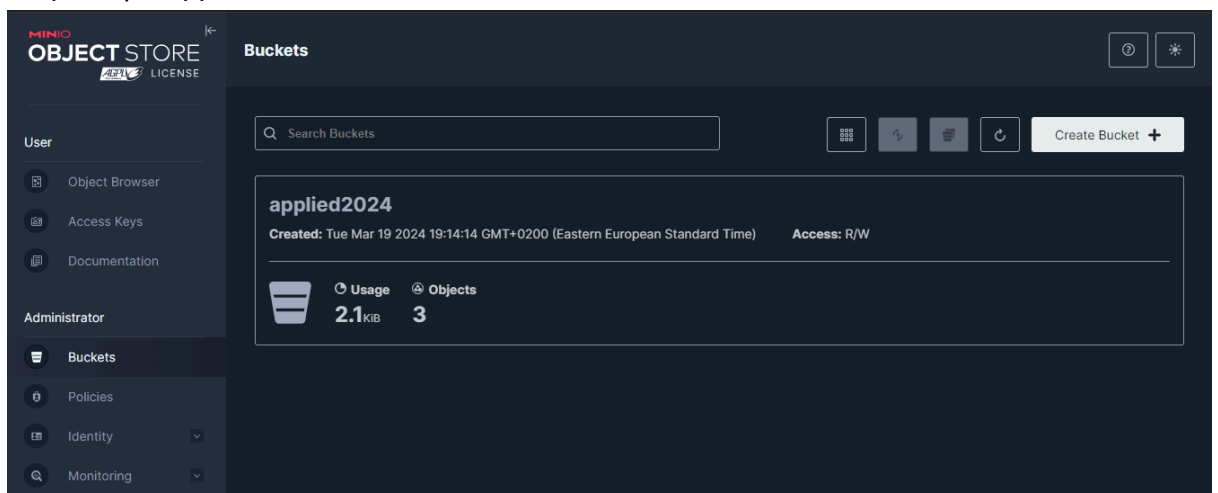 MINIO
OBJECT STORE
AGPLV3 LICENSE
Buckets
User
Object Browser
Access Keys
Documentation
Administrator
Buckets
Policies
Identity
Monitoring
Search Buckets
Create Bucket
applied2024
Created: Tue Mar 19 2024 19:14:14 GMT+0200 (Eastern European Standard Time) Access: R/W
Usage Objects
2.1KiB 3